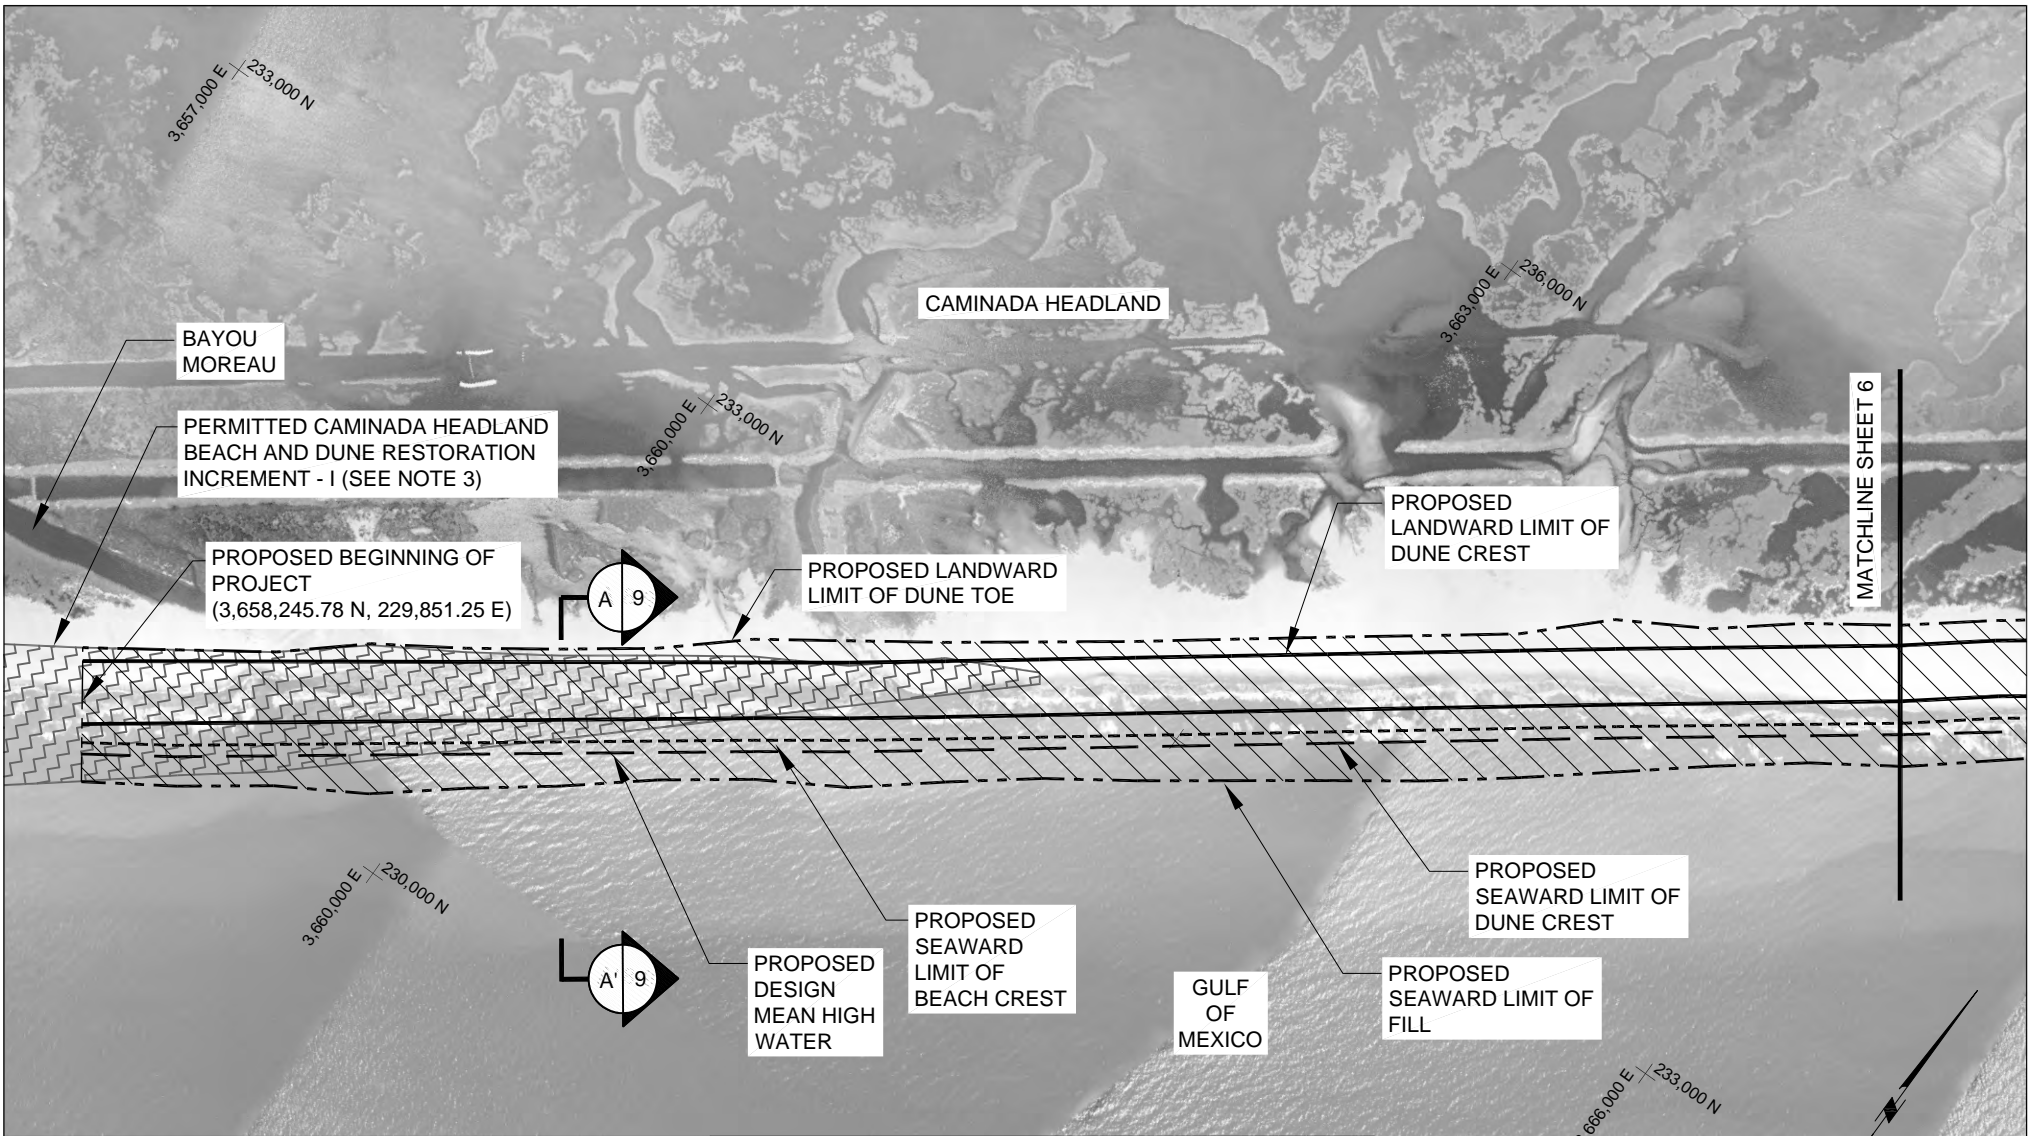 3,657,000 E
233,000 N
CAMINADA HEADLAND
3,663,000 E
236,000 N
BAYOU
MOREAU
3,660,000 E
233,000 N
MATCHLINE SHEET 6
PERMITTED CAMINADA HEADLAND
BEACH AND DUNE RESTORATION
INCREMENT - I (SEE NOTE 3)
PROPOSED
LANDWARD LIMIT OF
DUNE CREST
PROPOSED BEGINNING OF
PROJECT
(3,658,245.78 N, 229,851.25 E)
A 9
PROPOSED LANDWARD
LIMIT OF DUNE TOE
3,660,000 E
230,000 N
PROPOSED
SEAWARD LIMIT OF
DUNE CREST
PROPOSED
SEAWARD
LIMIT OF
BEACH CREST
A' 9
PROPOSED
DESIGN
MEAN HIGH
WATER
GULF
OF
MEXICO
PROPOSED
SEAWARD LIMIT OF
FILL
,666,000 E
233,000 N